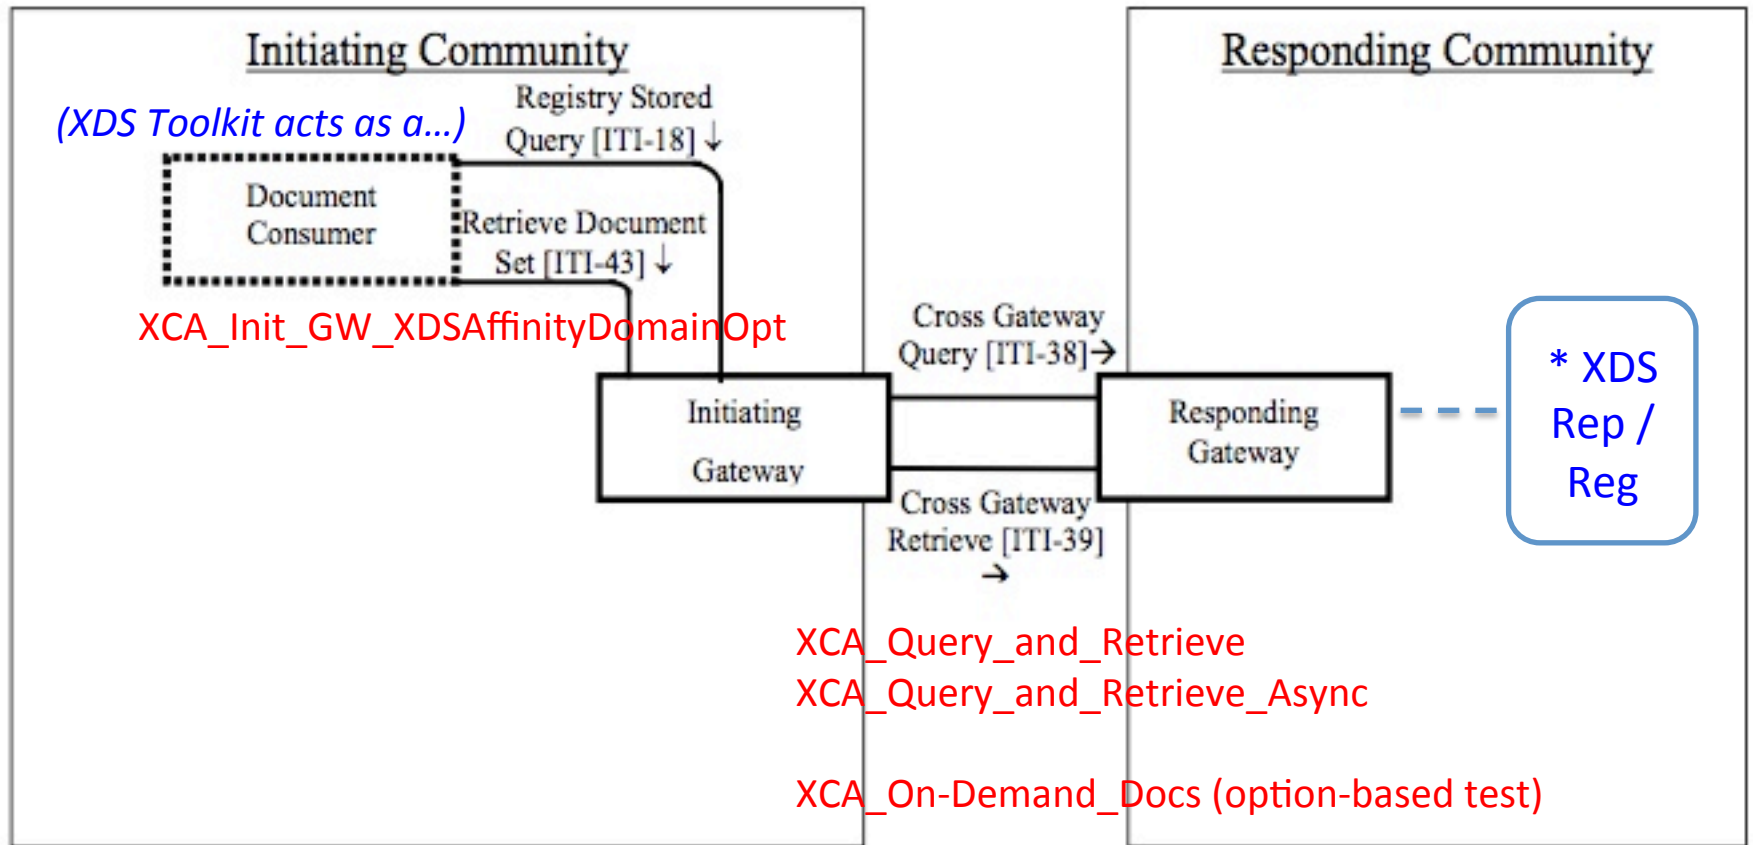 Initiating Community
Responding Community
(XDS Toolkit acts as a...)
Registry Stored
Query [ITI-18] ↓
Document
Consumer
Retrieve Document
Set [ITI-43] ↓
XCA_Init_GW_XDSAffinityDomainOpt
Cross Gateway
Query [ITI-38]→
Initiating
Gateway
Responding
Gateway
* XDS
Rep /
Reg
Cross Gateway
Retrieve [ITI-39]
→
XCA_Query_and_Retrieve
XCA_Query_and_Retrieve_Async
XCA_On-Demand_Docs (option-based test)